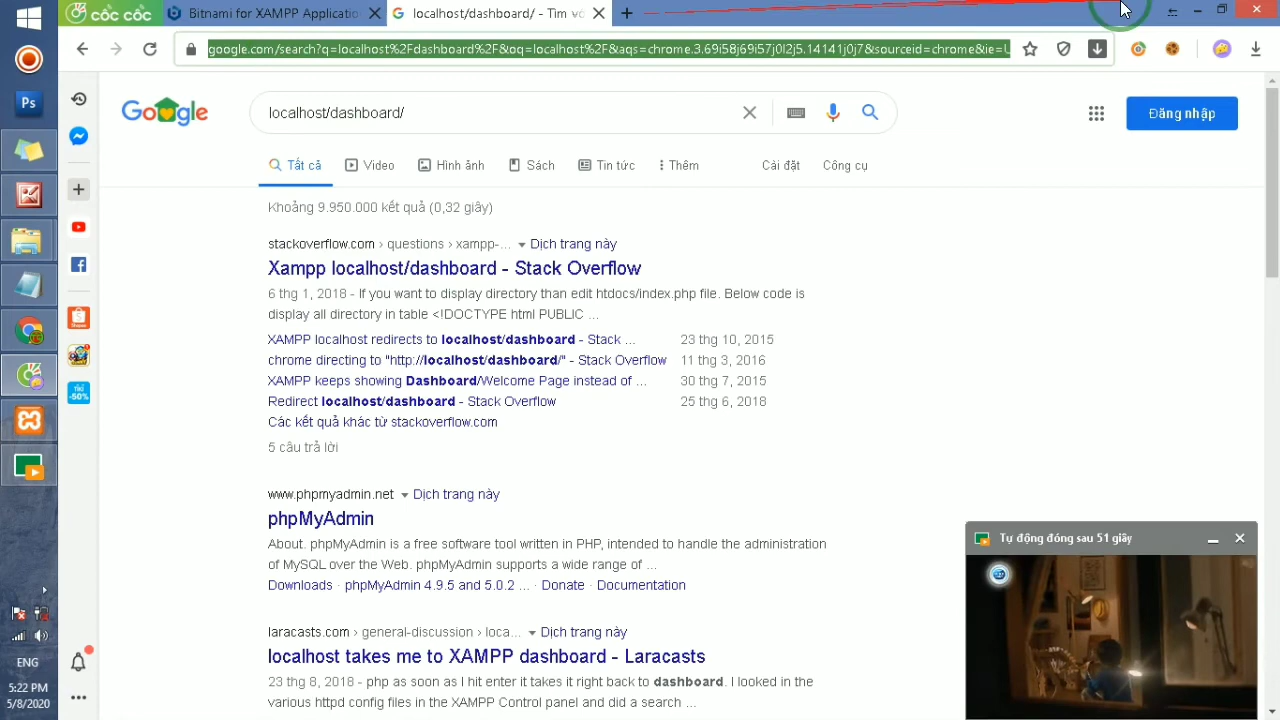 cốc cốc
Bitnami for XAMPP Applicatio
localhost/dashboard/ - Tìm vớ
google.com/search?q=localhost%2Fdashboard%2F&oq=localhost%2F&aqs=chrome.3.69i58j69i57j0l2j5.14141j0j7&sourceid=chrome&ie=U
Google
localhost/dashboard/
Đăng nhập
Tất cả
Video
Hình ảnh
Sách
Tin tức
Thêm
Cài đặt
Công cụ
Khoảng 9.950.000 kết quả (0,32 giây)
stackoverflow.com › questions › xampp-... Dịch trang này
Xampp localhost/dashboard - Stack Overflow
6 thg 1, 2018 - If you want to display directory than edit htdocs/index.php file. Below code is
display all directory in table <!DOCTYPE html PUBLIC ...
XAMPP localhost redirects to localhost/dashboard - Stack ... 23 thg 10, 2015
chrome directing to "http://localhost/dashboard/" - Stack Overflow 11 thg 3, 2016
XAMPP keeps showing Dashboard/Welcome Page instead of ... 30 thg 7, 2015
Redirect localhost/dashboard - Stack Overflow 25 thg 6, 2018
Các kết quả khác từ stackoverflow.com
5 câu trả lời
www.phpmyadmin.net Dịch trang này
phpMyAdmin
About. phpMyAdmin is a free software tool written in PHP, intended to handle the administration
of MySQL over the Web. phpMyAdmin supports a wide range of ...
Downloads · phpMyAdmin 4.9.5 and 5.0.2 ... · Donate · Documentation
laracasts.com › general-discussion › loca... Dịch trang này
localhost takes me to XAMPP dashboard - Laracasts
23 thg 8, 2018 - php as soon as I hit enter it takes it right back to dashboard. I looked in the
various httpd config files in the XAMPP Control panel and did a search ...
Tự động đóng sau 51 giây
Ps
-50%
ENG
5:22 PM
5/8/2020